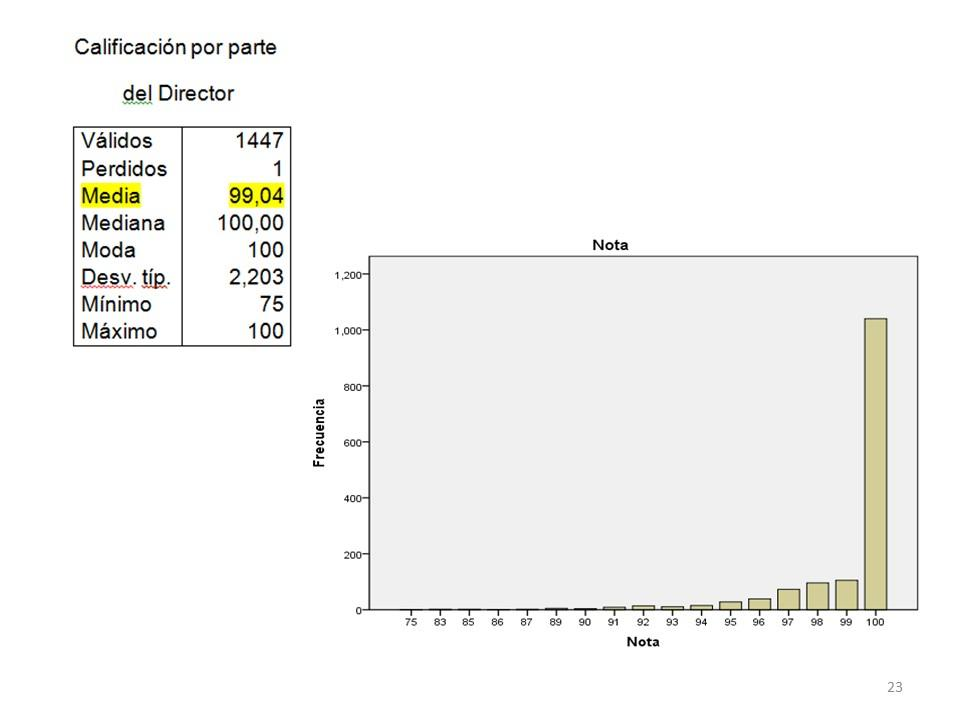 Calificación por parte
del Director
Válidos 1447
Perdidos 1
Media 99,04
Mediana 100,00
Moda 100
Desv. típ. 2,203
Mínimo 75
Máximo 100
Nota
1,200
1,000
800
600
400
200
0
Frecuencia
75 83 85 86 87 89 90 91 92 93 94 95 96 97 98 99 100
Nota
23